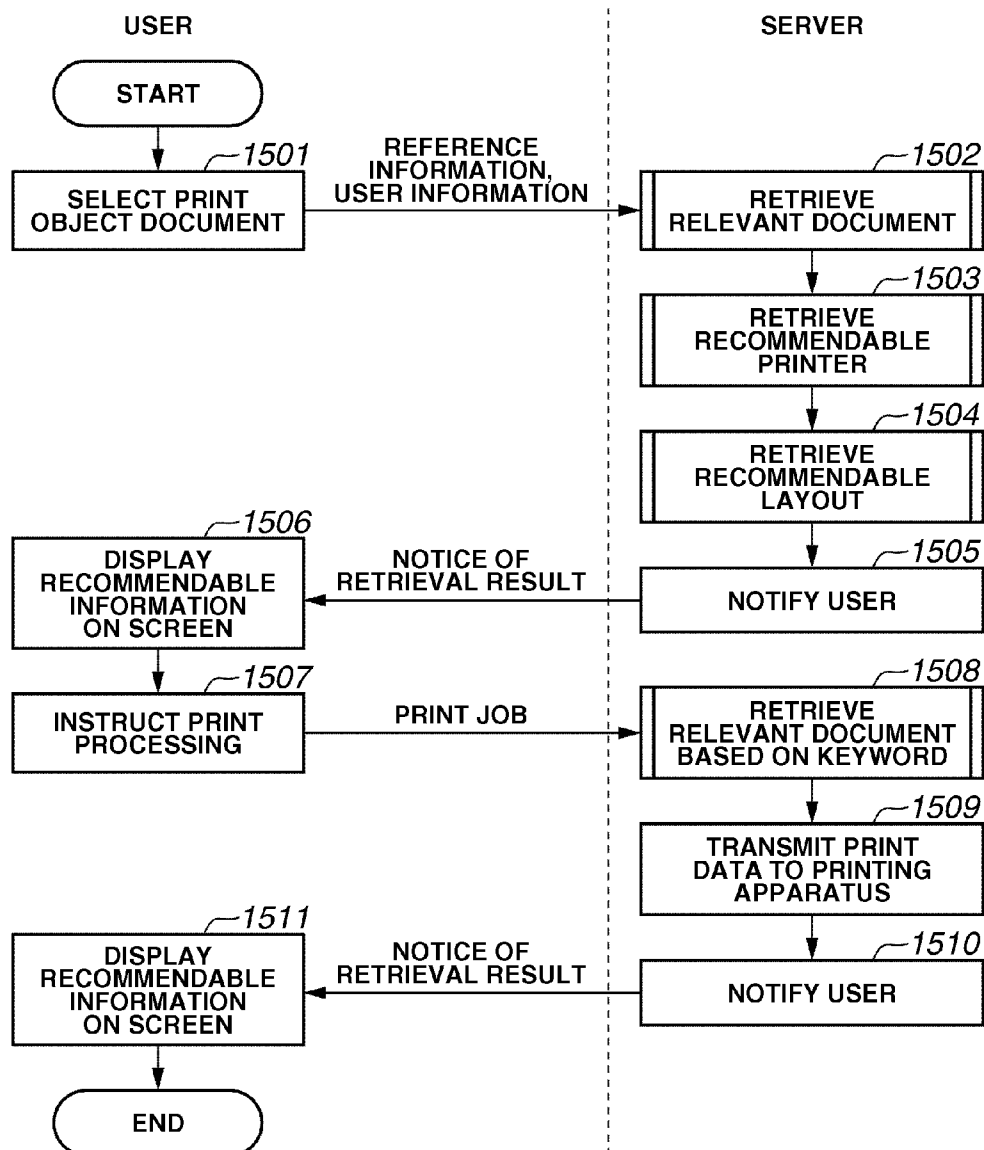 USER
SERVER
START
1501
SELECT PRINT
OBJECT DOCUMENT
REFERENCE
INFORMATION,
USER INFORMATION
1502
RETRIEVE
RELEVANT DOCUMENT
1503
RETRIEVE
RECOMMENDABLE
PRINTER
1504
RETRIEVE
RECOMMENDABLE
LAYOUT
1505
NOTIFY USER
NOTICE OF
RETRIEVAL RESULT
1506
DISPLAY
RECOMMENDABLE
INFORMATION
ON SCREEN
1507
INSTRUCT PRINT
PROCESSING
PRINT JOB
1508
RETRIEVE
RELEVANT DOCUMENT
BASED ON KEYWORD
1509
TRANSMIT PRINT
DATA TO PRINTING
APPARATUS
1510
NOTIFY USER
NOTICE OF
RETRIEVAL RESULT
1511
DISPLAY
RECOMMENDABLE
INFORMATION
ON SCREEN
END